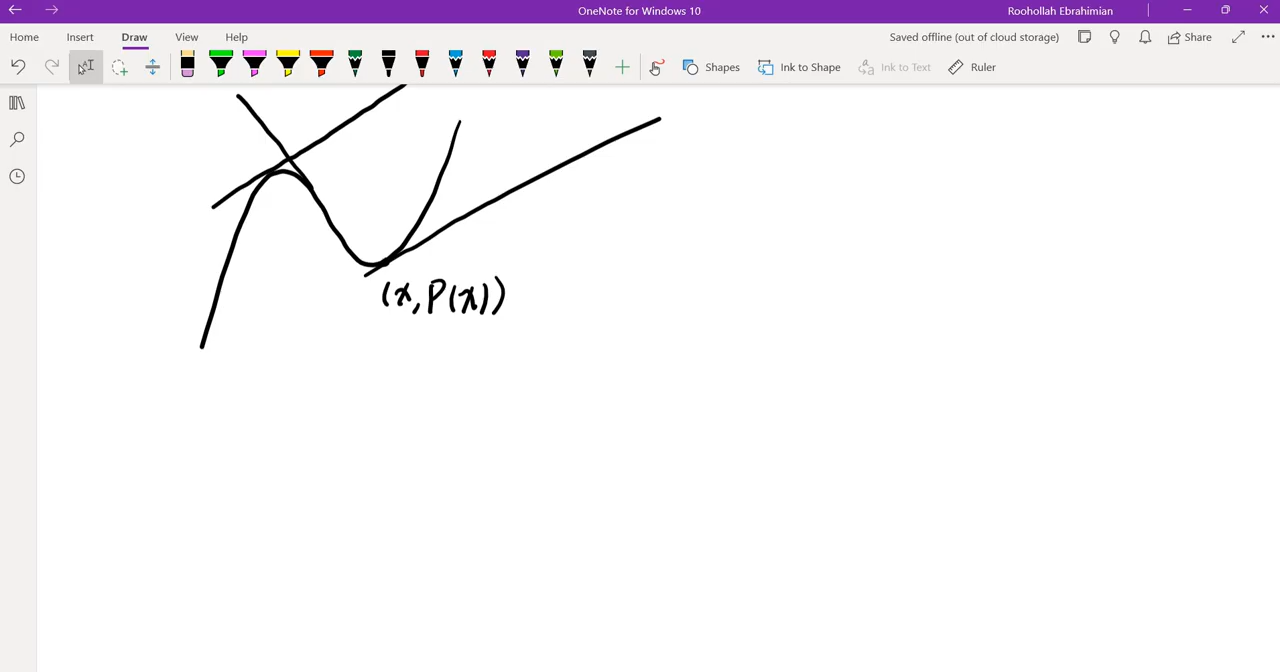 OneNote for Windows 10
Roohollah Ebrahimian
Home Insert Draw View Help
Saved offline (out of cloud storage) Share
Shapes Ink to Shape Ink to Text Ruler
(x, P(x))